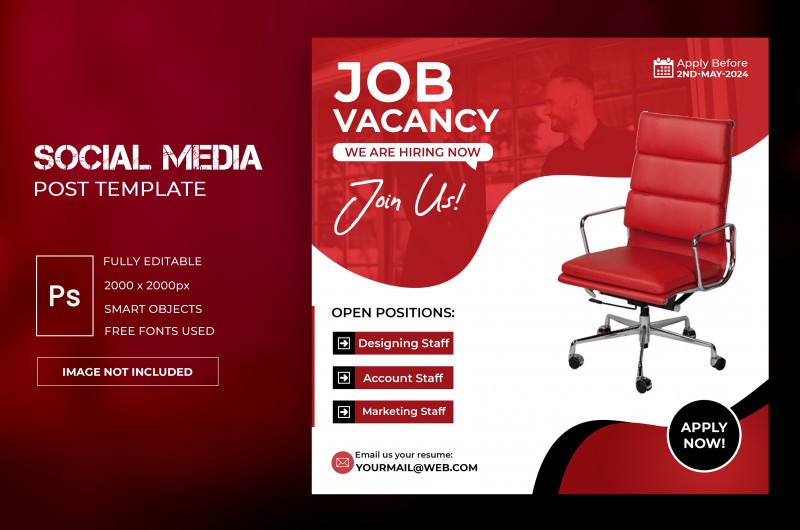 SOCIAL MEDIA
POST TEMPLATE
Ps
FULLY EDITABLE
2000 x 2000px
SMART OBJECTS
FREE FONTS USED
IMAGE NOT INCLUDED
JOB
VACANCY
WE ARE HIRING NOW
Join Us!
Apply Before
2ND-MAY-2024
OPEN POSITIONS:
Designing Staff
Account Staff
Marketing Staff
Email us your resume:
YOURMAIL@WEB.COM
APPLY
NOW!